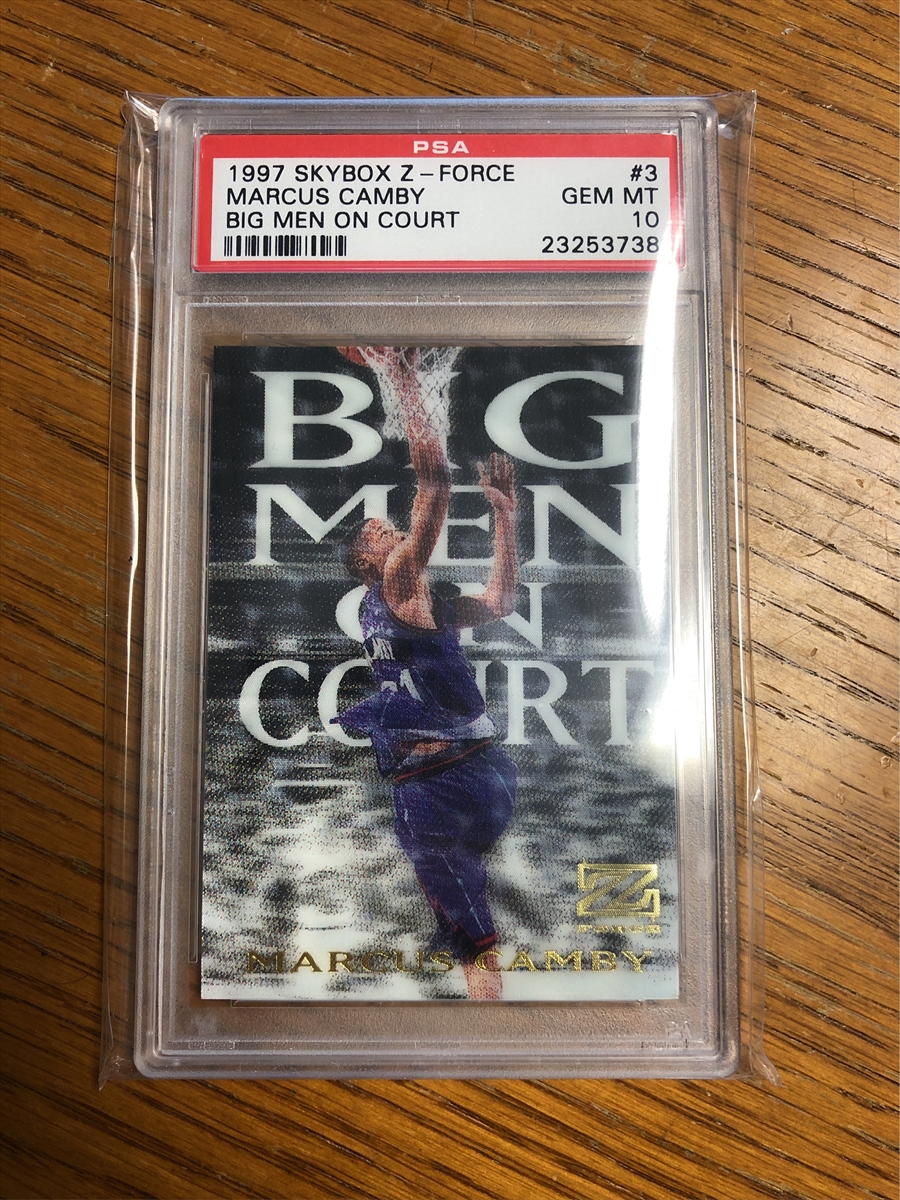 PSA
1997 SKYBOX Z-FORCE #3
MARCUS CAMBY GEM MT
BIG MEN ON COURT 10
23253738
BIG
MEN
ON
COURT
Z
FORCE
MARCUS CAMBY